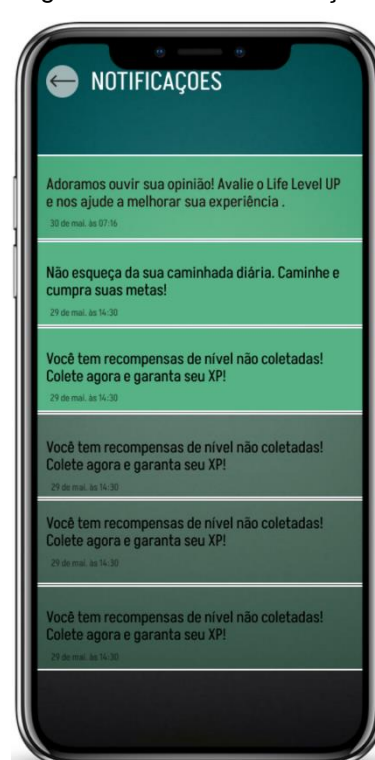 NOTIFICAÇOES
Adoramos ouvir sua opinião! Avalie o Life Level UP
e nos ajude a melhorar sua experiência .
30 de mai. às 07:16
Não esqueça da sua caminhada diária. Caminhe e
cumpra suas metas!
29 de mai. às 14:30
Você tem recompensas de nível não coletadas!
Colete agora e garanta seu XP!
29 de mai. às 14:30
Você tem recompensas de nível não coletadas!
Colete agora e garanta seu XP!
29 de mai. às 14:30
Você tem recompensas de nível não coletadas!
Colete agora e garanta seu XP!
29 de mai. às 14:30
Você tem recompensas de nível não coletadas!
Colete agora e garanta seu XP!
29 de mai. às 14:30